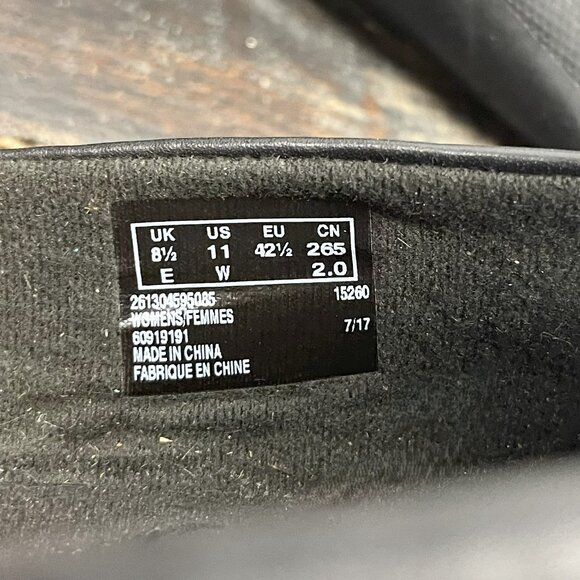 UK US EU CN
8½ 11 42½ 265
E W 2.0
261304595085 15260
WOMENS/FEMMES
7/17
60919191
MADE IN CHINA
FABRIQUE EN CHINE